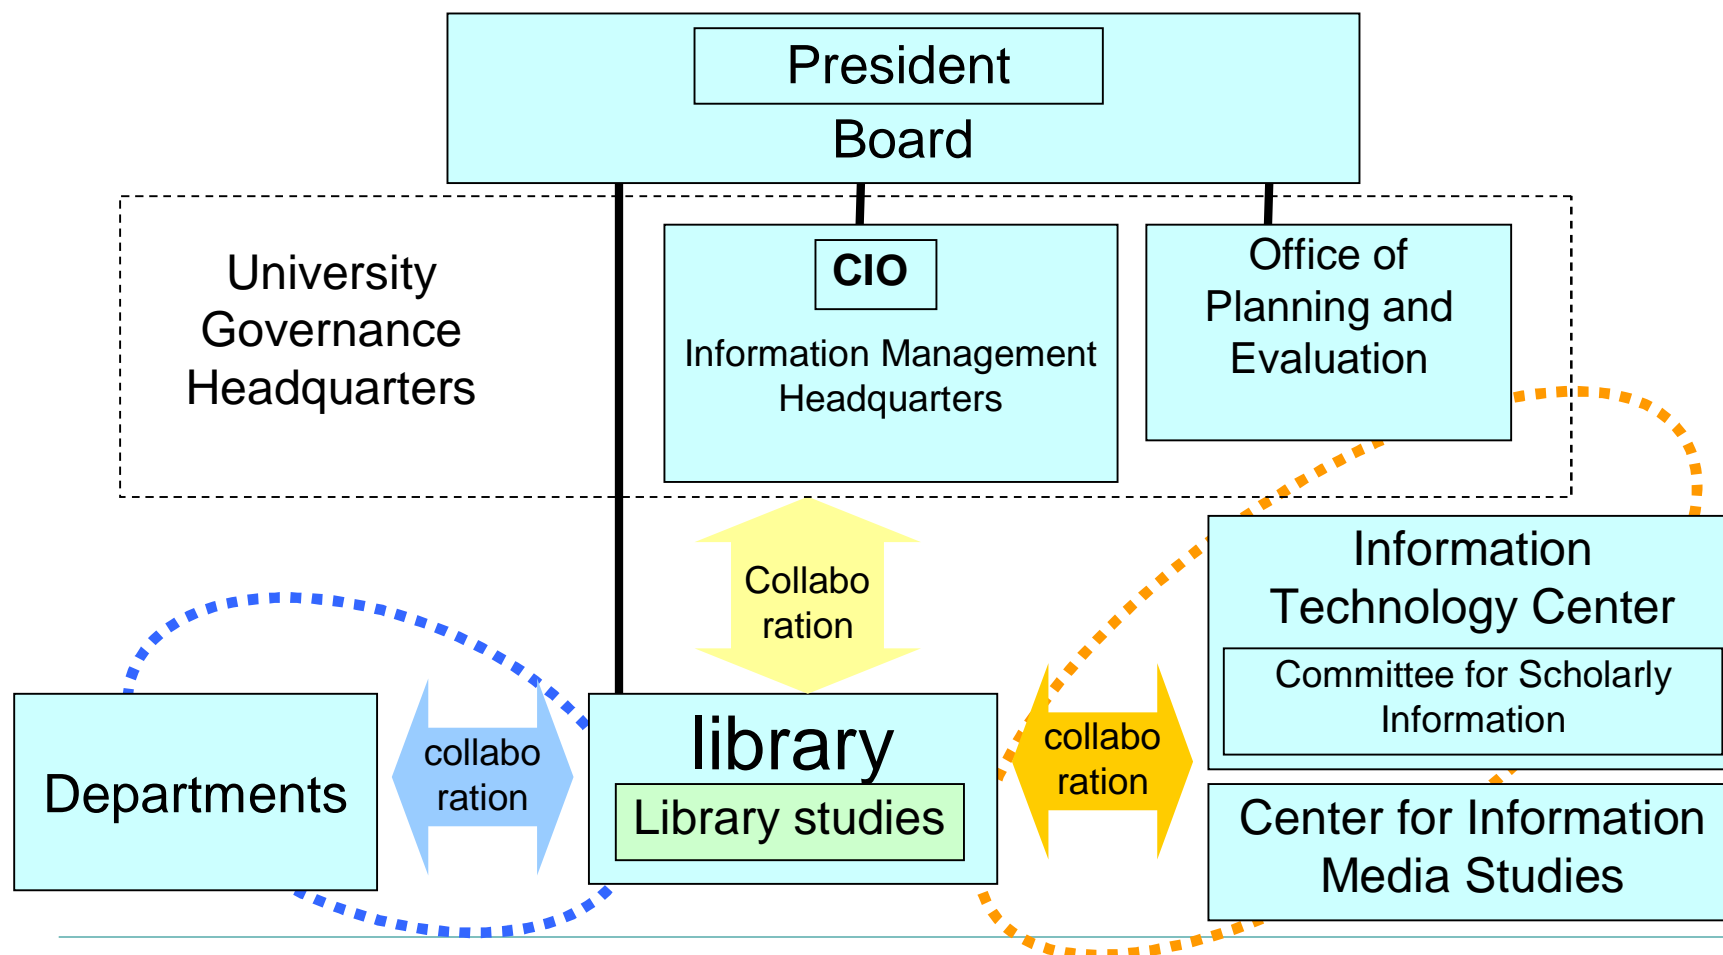 President
Board
University
Governance
Headquarters
CIO
Information Management
Headquarters
Office of
Planning and
Evaluation
Collabo
ration
Information
Technology Center
Committee for Scholarly
Information
Departments
collabo
ration
library
Library studies
collabo
ration
Center for Information
Media Studies